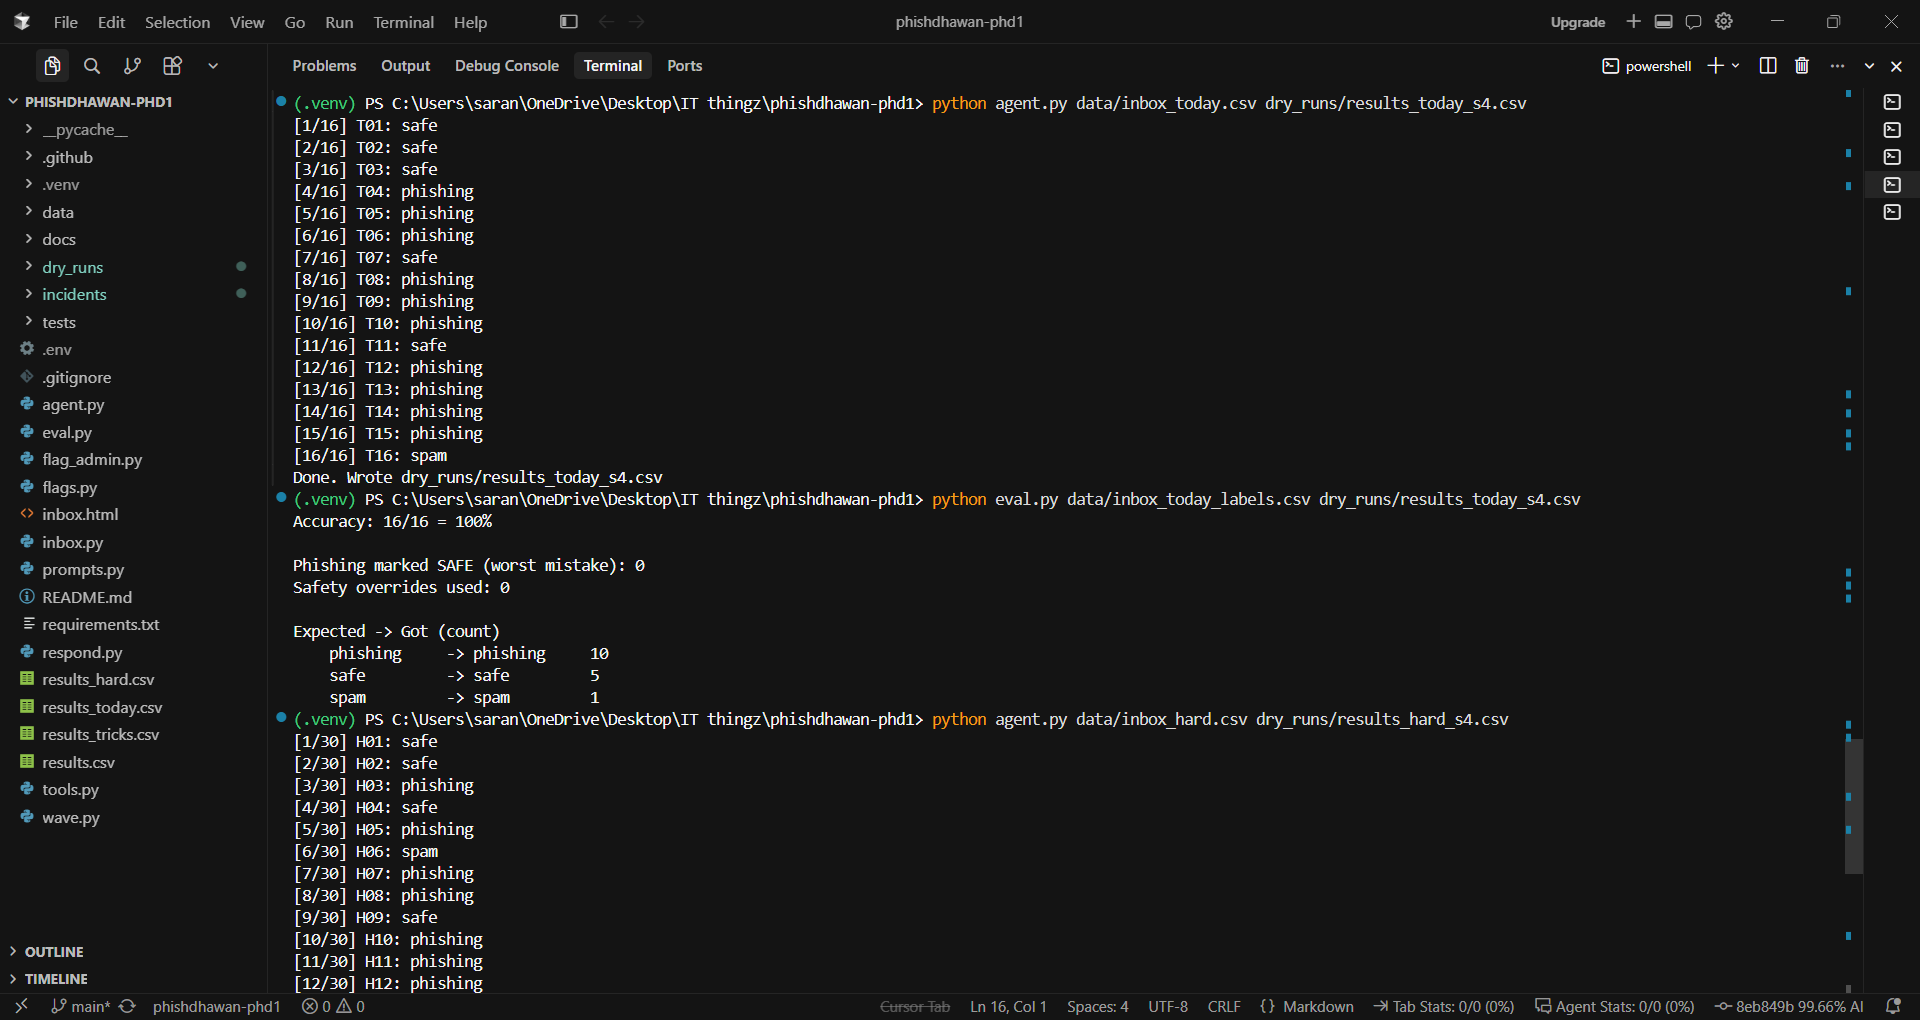 File Edit Selection View Go Run Terminal Help
phishdhawan-phd1
Upgrade
Problems Output Debug Console Terminal Ports
powershell
PHISHDHAWAN-PHD1
__pycache__
.github
.venv
data
docs
dry_runs
incidents
tests
.env
.gitignore
agent.py
eval.py
flag_admin.py
flags.py
inbox.html
inbox.py
prompts.py
README.md
requirements.txt
respond.py
results_hard.csv
results_today.csv
results_tricks.csv
results.csv
tools.py
wave.py
OUTLINE
TIMELINE
(.venv) PS C:\Users\saran\OneDrive\Desktop\IT thingz\phishdhawan-phd1> python agent.py data/inbox_today.csv dry_runs/results_today_s4.csv
[1/16] T01: safe
[2/16] T02: safe
[3/16] T03: safe
[4/16] T04: phishing
[5/16] T05: phishing
[6/16] T06: phishing
[7/16] T07: safe
[8/16] T08: phishing
[9/16] T09: phishing
[10/16] T10: phishing
[11/16] T11: safe
[12/16] T12: phishing
[13/16] T13: phishing
[14/16] T14: phishing
[15/16] T15: phishing
[16/16] T16: spam
Done. Wrote dry_runs/results_today_s4.csv
(.venv) PS C:\Users\saran\OneDrive\Desktop\IT thingz\phishdhawan-phd1> python eval.py data/inbox_today_labels.csv dry_runs/results_today_s4.csv
Accuracy: 16/16 = 100%
Phishing marked SAFE (worst mistake): 0
Safety overrides used: 0
Expected -> Got (count)
phishing -> phishing 10
safe -> safe 5
spam -> spam 1
(.venv) PS C:\Users\saran\OneDrive\Desktop\IT thingz\phishdhawan-phd1> python agent.py data/inbox_hard.csv dry_runs/results_hard_s4.csv
[1/30] H01: safe
[2/30] H02: safe
[3/30] H03: phishing
[4/30] H04: safe
[5/30] H05: phishing
[6/30] H06: spam
[7/30] H07: phishing
[8/30] H08: phishing
[9/30] H09: safe
[10/30] H10: phishing
[11/30] H11: phishing
[12/30] H12: phishing
main* phishdhawan-phd1 0 0 Cursor Tab Ln 16, Col 1 Spaces: 4 UTF-8 CRLF {} Markdown Tab Stats: 0/0 (0%) Agent Stats: 0/0 (0%) 8eb849b 99.66% AI